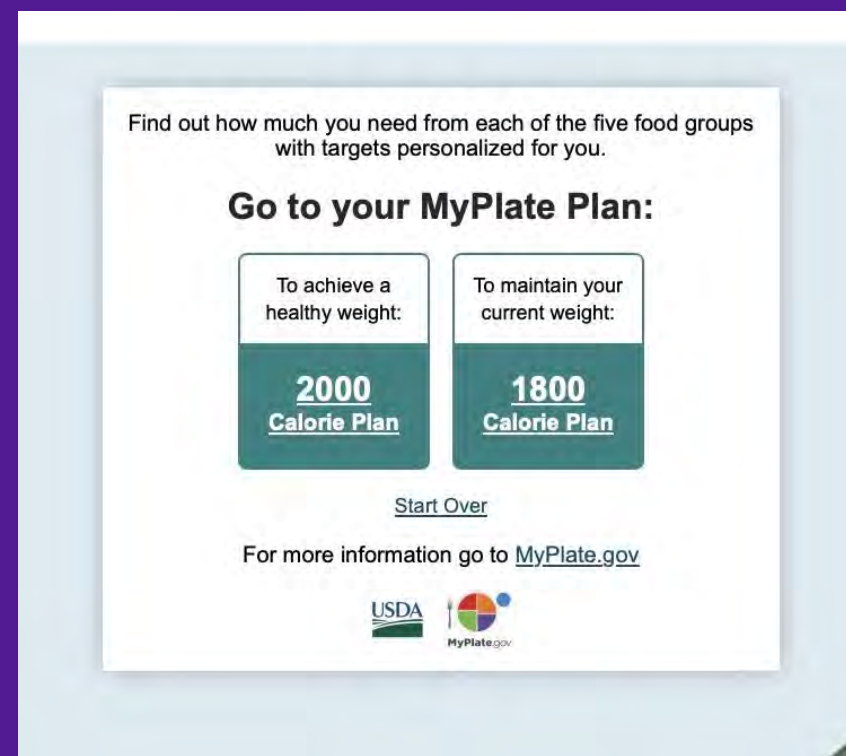 Find out how much you need from each of the five food groups
with targets personalized for you.
Go to your MyPlate Plan:
To achieve a
healthy weight:
2000
Calorie Plan
To maintain your
current weight:
1800
Calorie Plan
Start Over
For more information go to MyPlate.gov
USDA
MyPlate.gov